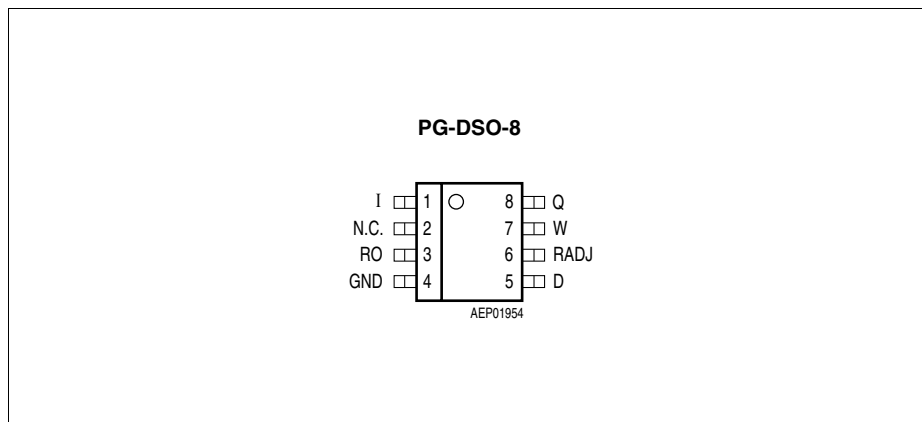 PG-DSO-8
I 1 8 Q
N.C. 2 7 W
RO 3 6 RADJ
GND 4 5 D
AEP01954